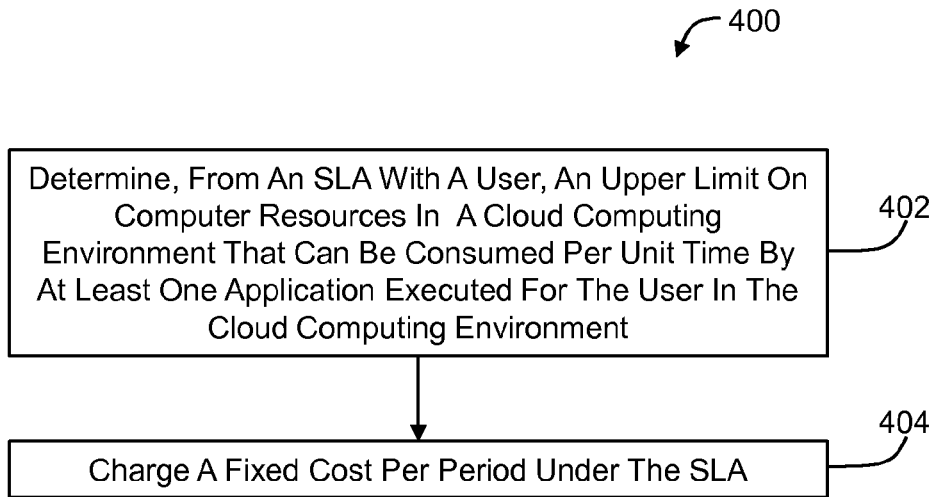 400
Determine, From An SLA With A User, An Upper Limit On
Computer Resources In A Cloud Computing
Environment That Can Be Consumed Per Unit Time By
At Least One Application Executed For The User In The
Cloud Computing Environment
402
Charge A Fixed Cost Per Period Under The SLA
404